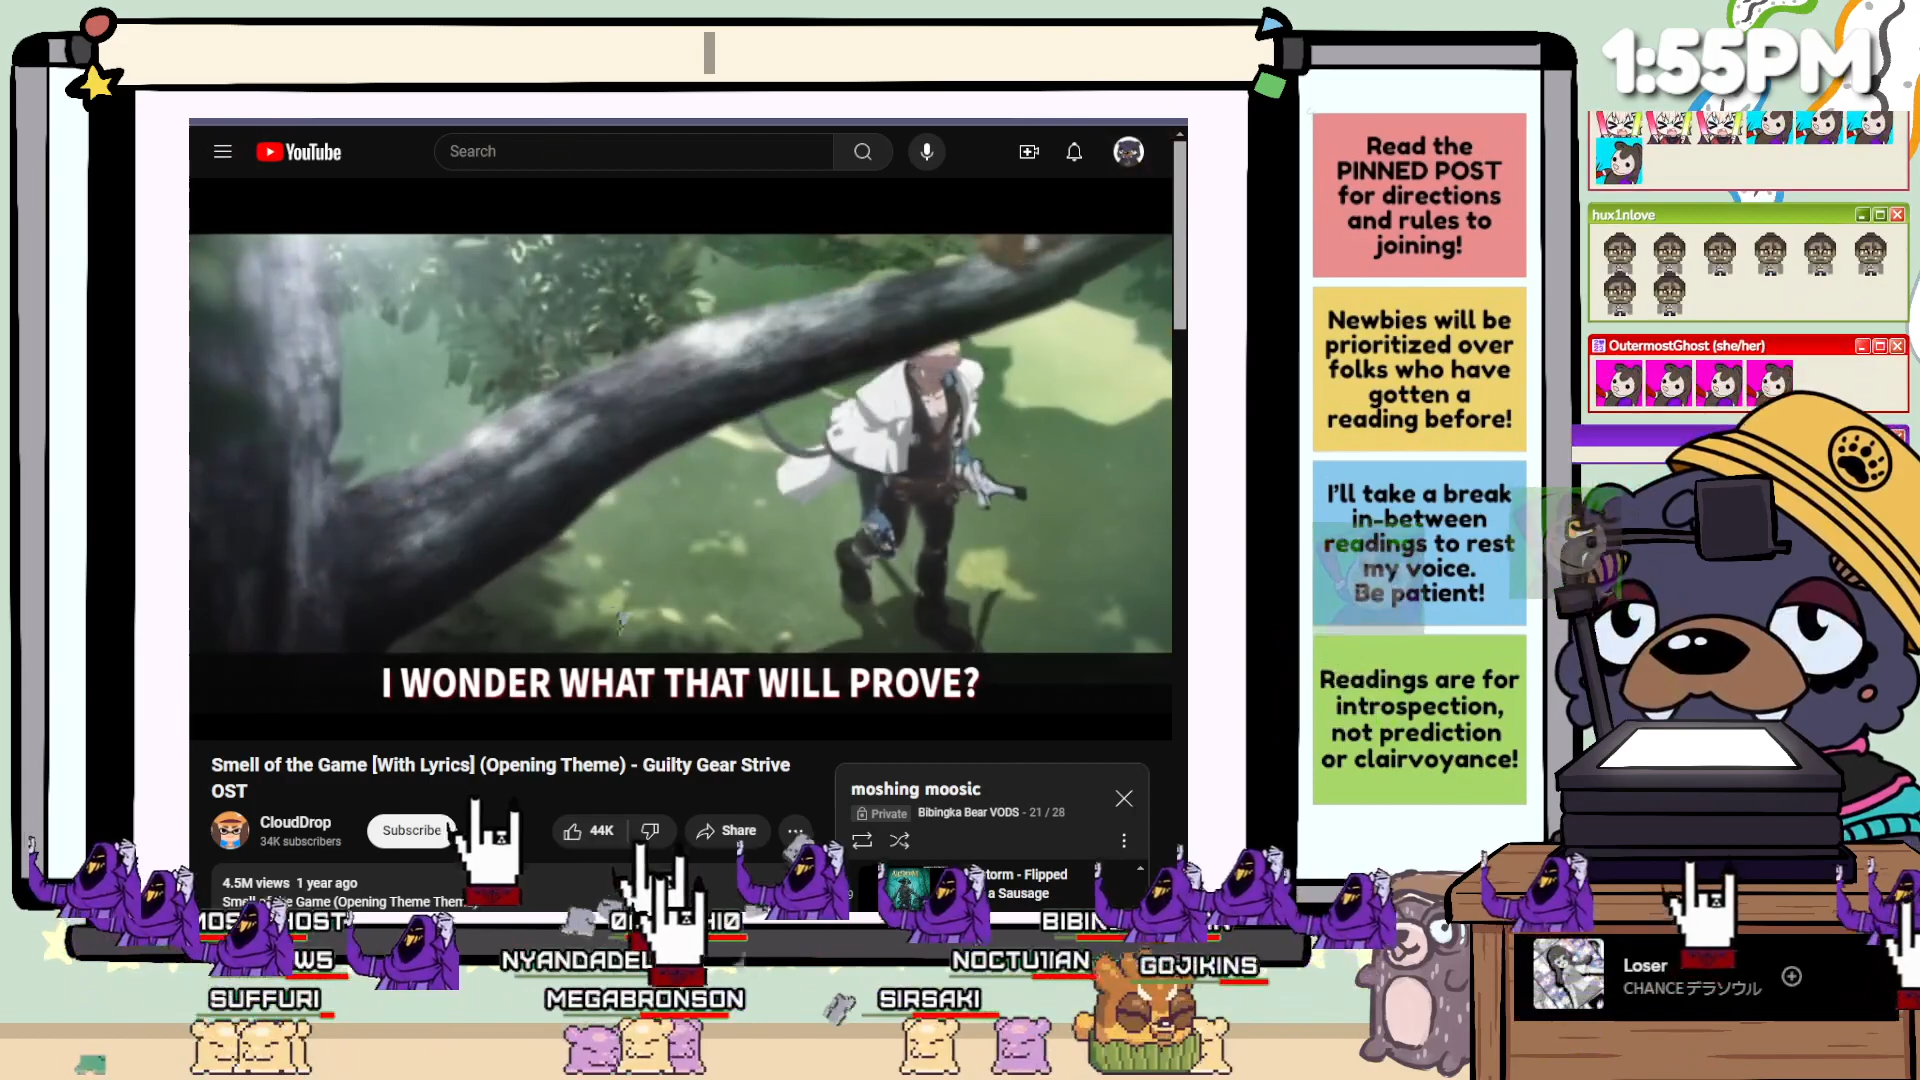 1:55PM
YouTube
Search
I WONDER WHAT THAT WILL PROVE?
Smell of the Game [With Lyrics] (Opening Theme) - Guilty Gear Strive
OST
CloudDrop
34K subscribers
Subscribe
44K
Share
4.5M views 1 year ago
moshing moosic
Private
Bibingka Bear VODS - 21 / 28
Flipped
a Sausage
Read the
PINNED POST
for directions
and rules to
joining!
Newbies will be
prioritized over
folks who have
gotten a
reading before!
I'll take a break
in-between
readings to rest
my voice.
Be patient!
Readings are for
introspection,
not prediction
or clairvoyance!
hux1nlove
OutermostGhost (she/her)
NOCTU1IAN
GOJIKINS
SUFFURI
MEGABRONSON
SIRSAKI
Loser
CHANCEデラソウル